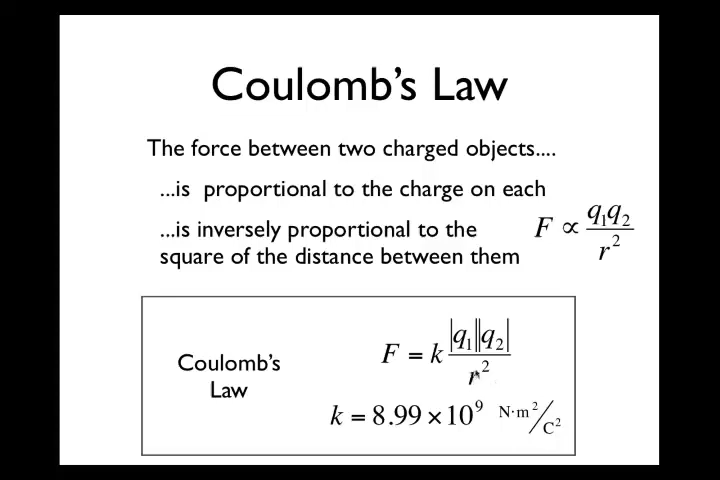 Coulomb's Law
The force between two charged objects....
...is proportional to the charge on each
...is inversely proportional to the
square of the distance between them
F ∝ q₁q₂ / r²
Coulomb's
Law
F = k |q₁||q₂| / r²
k = 8.99 × 10⁹ N·m²/C²